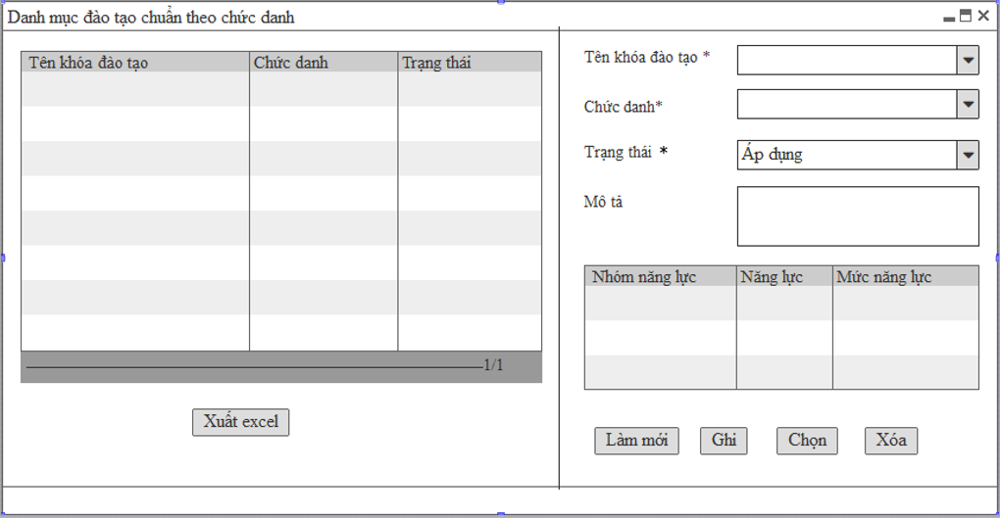 Danh mục đào tạo chuẩn theo chức danh
Tên khóa đào tạo Chức danh Trạng thái
1/1
Xuất excel
Tên khóa đào tạo *
Chức danh*
Trạng thái * Áp dụng
Mô tả
Nhóm năng lực Năng lực Mức năng lực
Làm mới Ghi Chọn Xóa